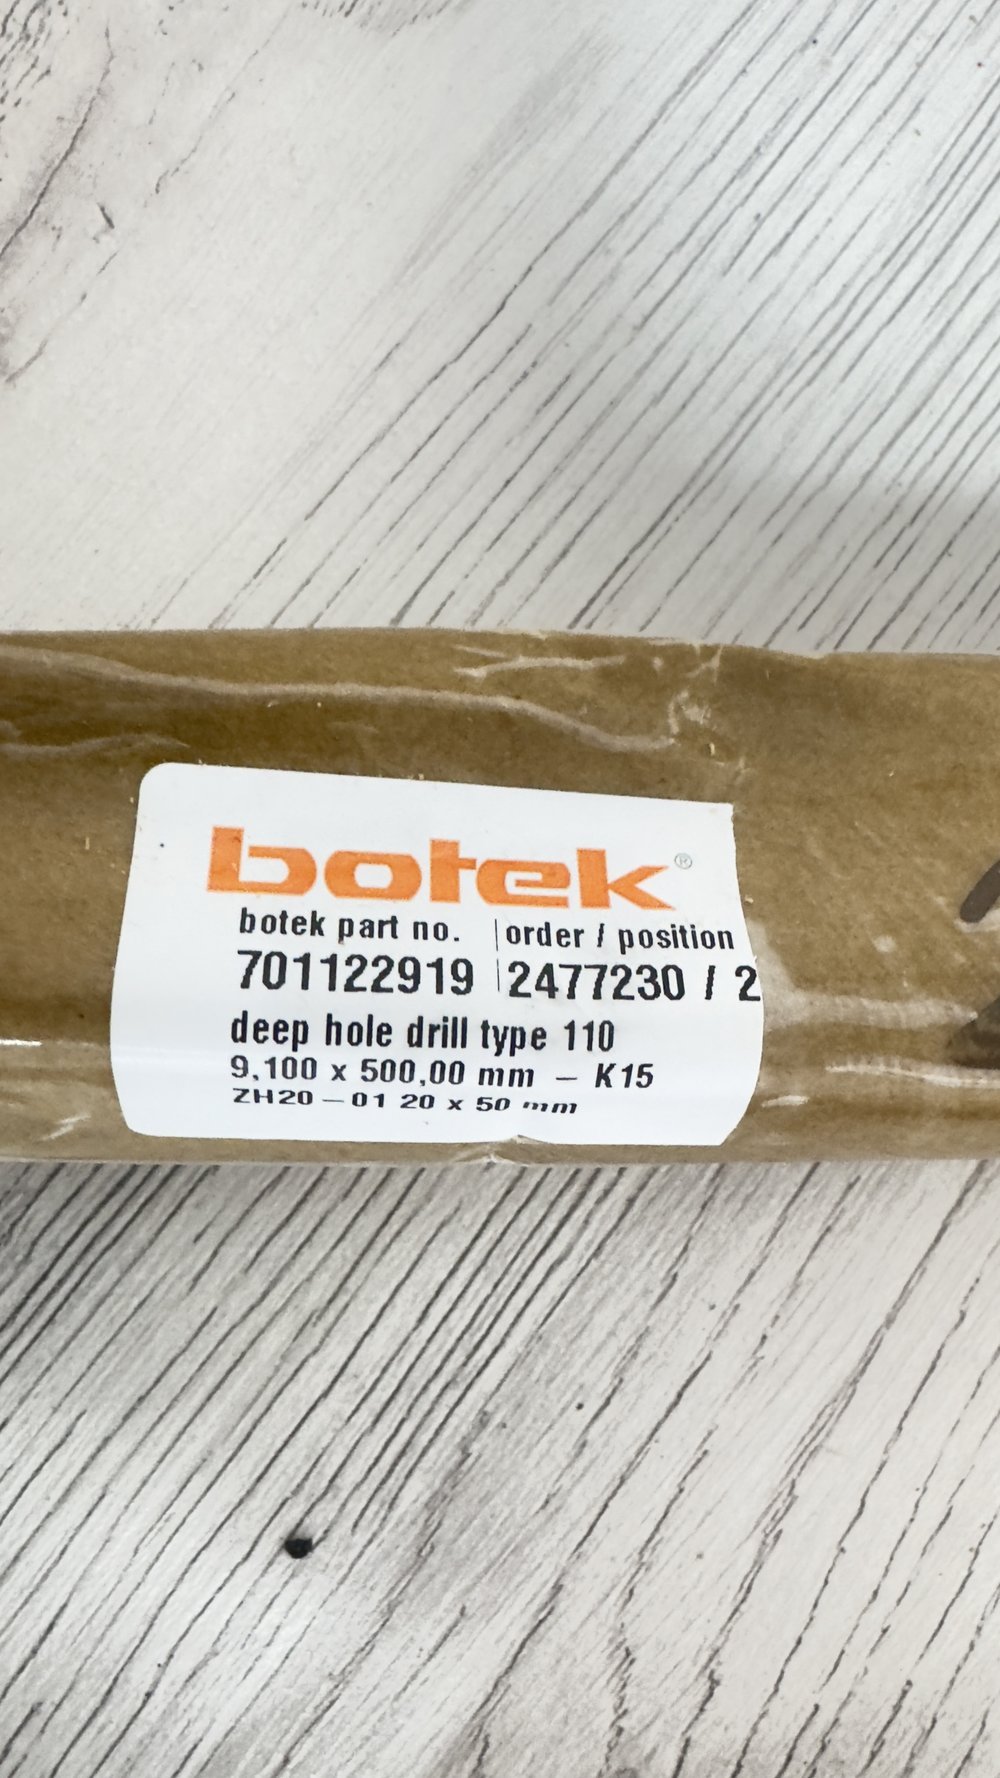 botek®
botek part no. | order / position
701122919 | 2477230 / 2
deep hole drill type 110
9,100 x 500,00 mm – K15
ZH20 – 01 20 x 50 mm